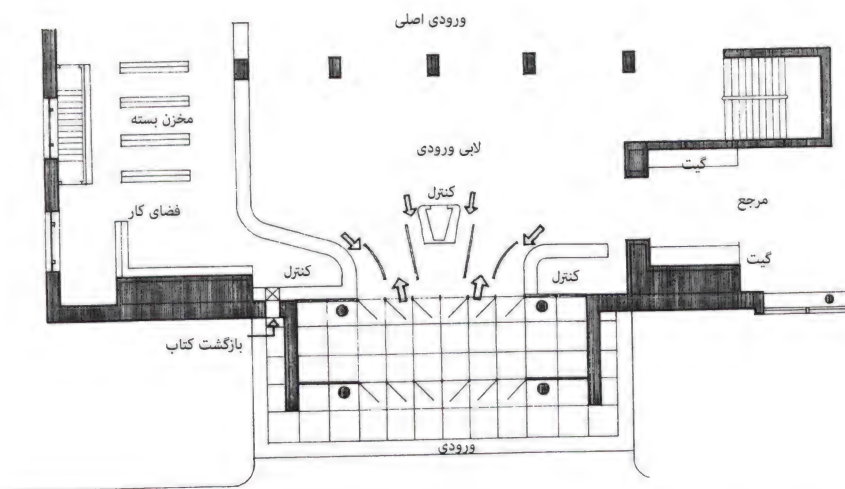 ورودی اصلی
مخزن بسته
لابی ورودی
گیت
کنترل
مرجع
فضای کار
کنترل
کنترل
گیت
بازگشت کتاب
ورودی